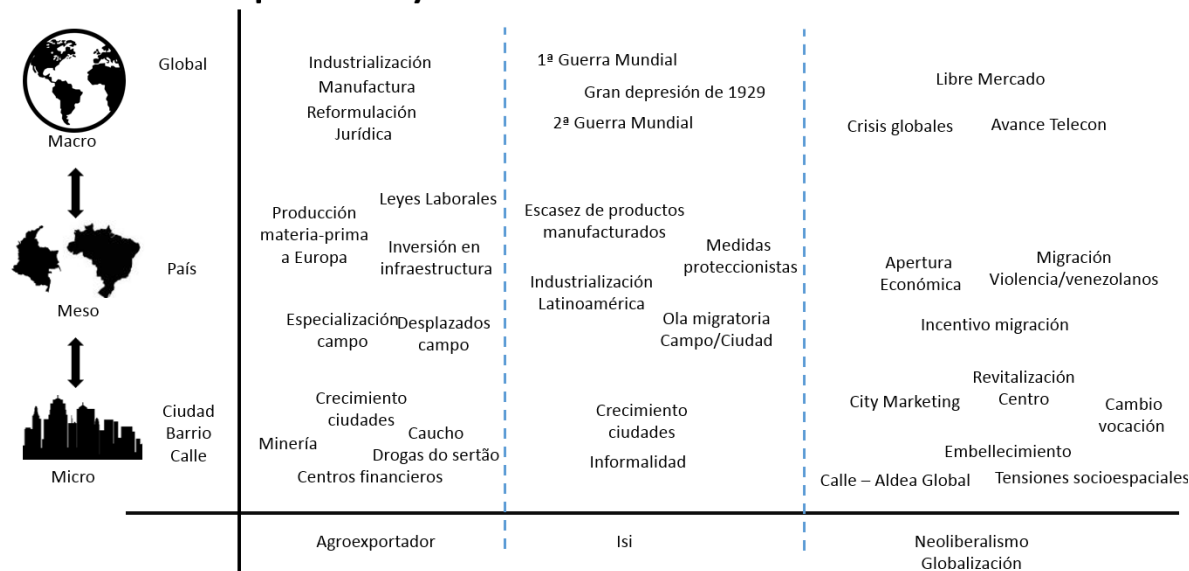 Global
Industrialización
Manufactura
Reformulación
Jurídica
1ª Guerra Mundial
Gran depresión de 1929
2ª Guerra Mundial
Libre Mercado
Crisis globales
Avance Telecon
Macro
País
Leyes Laborales
Producción
materia-prima
a Europa
Inversión en
infraestructura
Especialización
campo
Desplazados
campo
Escasez de productos
manufacturados
Medidas
proteccionistas
Industrialización
Latinoamérica
Ola migratoria
Campo/Ciudad
Apertura
Económica
Migración
Violencia/venezolanos
Incentivo migración
Meso
Ciudad
Barrio
Calle
Crecimiento
ciudades
Minería
Caucho
Drogas do sertão
Centros financieros
Crecimiento
ciudades
Informalidad
City Marketing
Revitalización
Centro
Cambio
vocación
Embellecimiento
Calle – Aldea Global
Tensiones socioespaciales
Micro
Agroexportador
Isi
Neoliberalismo
Globalización